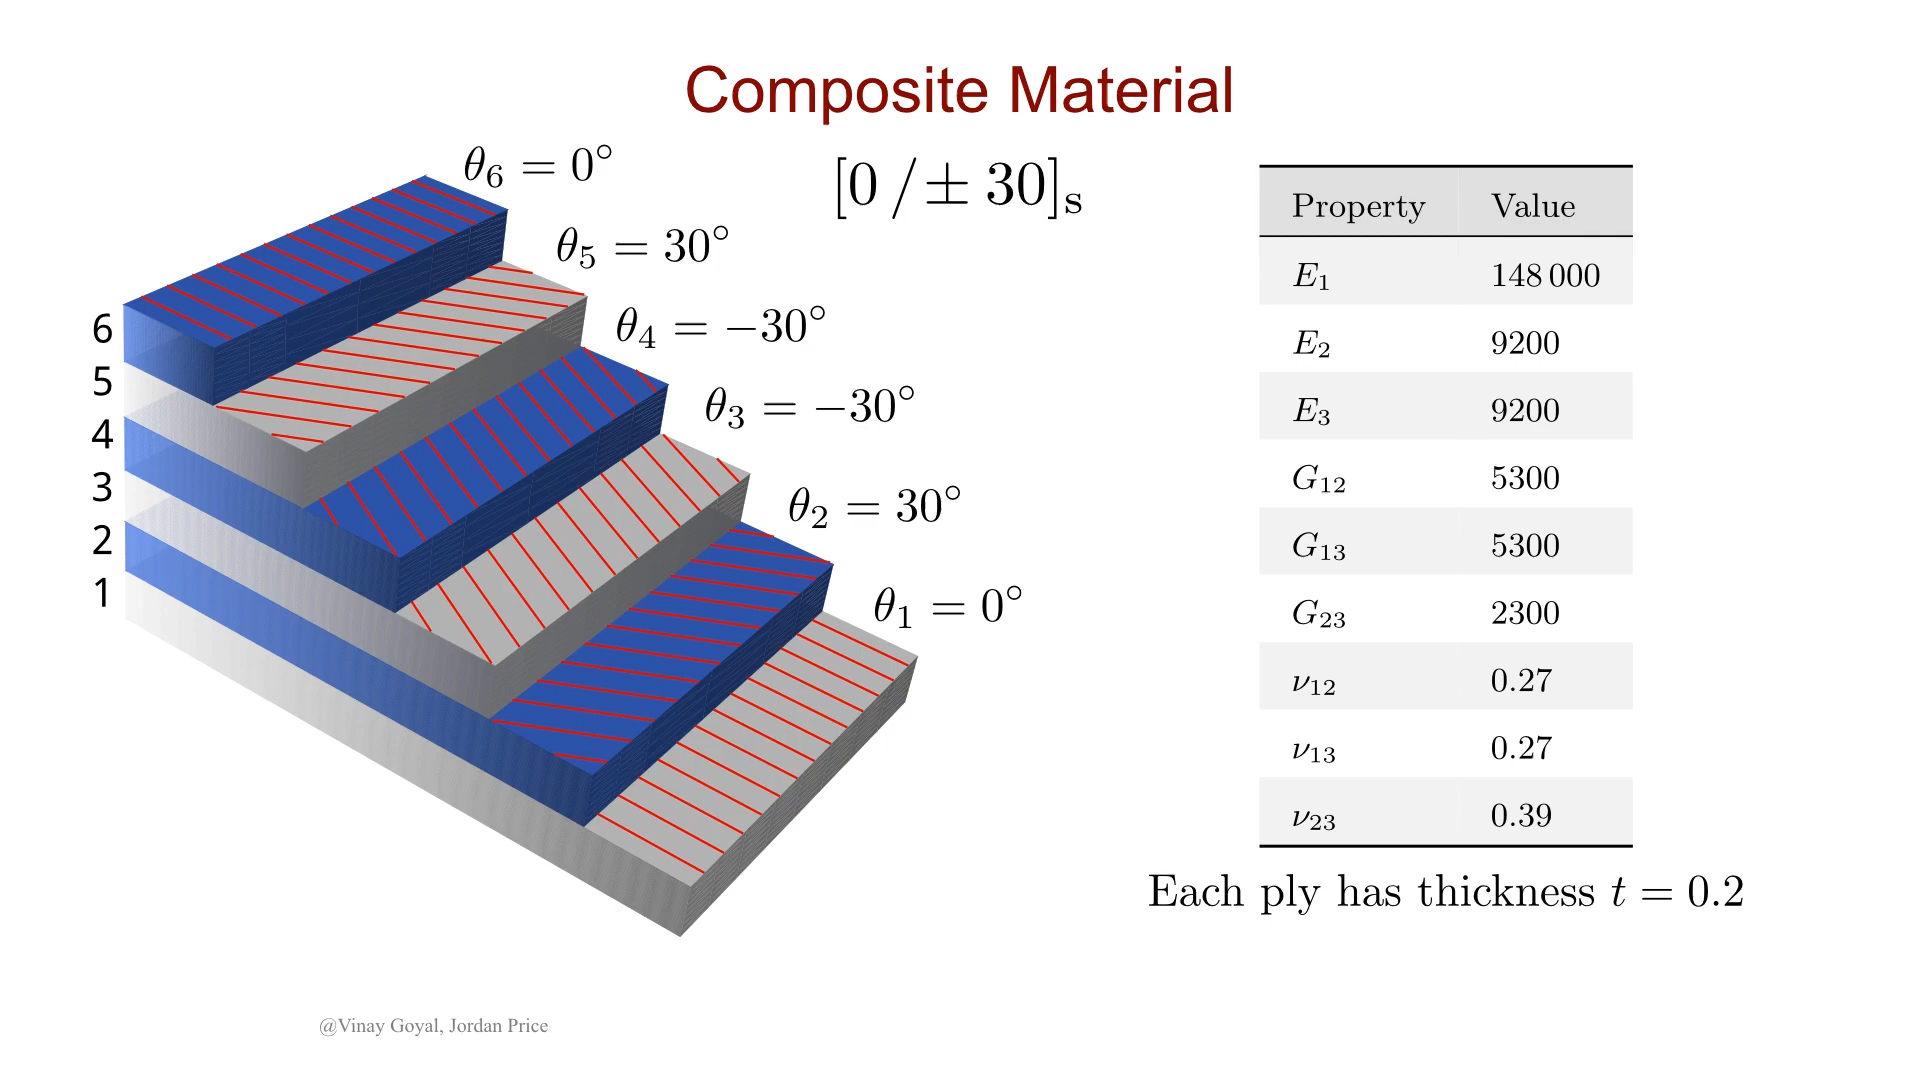 Composite Material
[0 / ± 30]ₛ
θ₆ = 0°
θ₅ = 30°
θ₄ = −30°
θ₃ = −30°
θ₂ = 30°
θ₁ = 0°
6
5
4
3
2
1
Property Value
E₁ 148 000
E₂ 9200
E₃ 9200
G₁₂ 5300
G₁₃ 5300
G₂₃ 2300
ν₁₂ 0.27
ν₁₃ 0.27
ν₂₃ 0.39
Each ply has thickness t = 0.2
@Vinay Goyal, Jordan Price